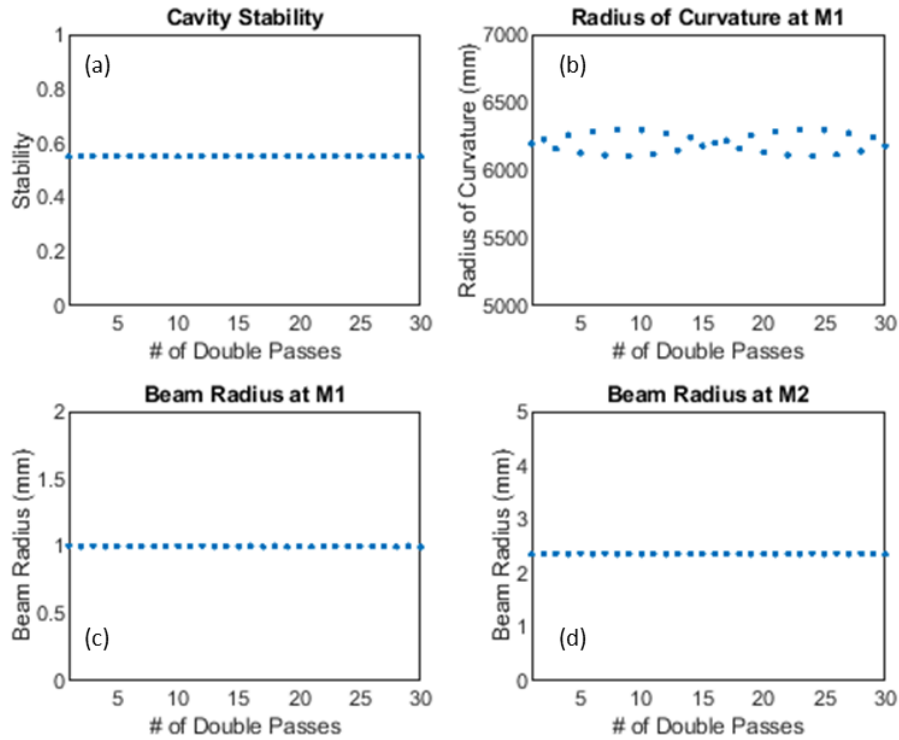 Cavity Stability
(a)
1
0.8
0.6
0.4
0.2
0
Stability
5 10 15 20 25 30
# of Double Passes
Radius of Curvature at M1
(b)
7000
6500
6000
5500
5000
Radius of Curvature (mm)
5 10 15 20 25 30
# of Double Passes
Beam Radius at M1
2
1.5
1
0.5
0
Beam Radius (mm)
(c)
5 10 15 20 25 30
# of Double Passes
Beam Radius at M2
5
4
3
2
1
0
Beam Radius (mm)
(d)
5 10 15 20 25 30
# of Double Passes